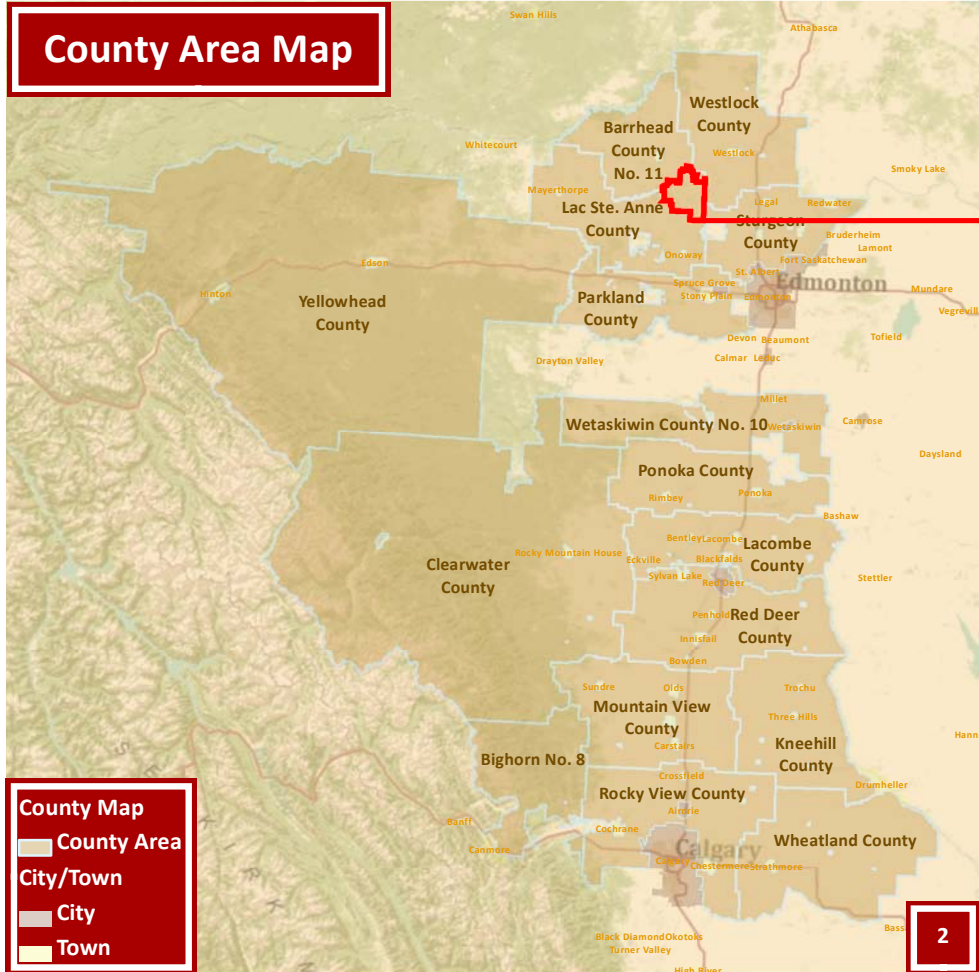 County Area Map
Swan Hills
Athabasca
Westlock
County
Barrhead
County
No. 11
Whitecourt
Westlock
Smoky Lake
Mayerthorpe
Lac Ste. Anne
County
Legal
Redwater
Sturgeon
County
Bruderheim
Lamont
Onoway
Fort Saskatchewan
Edson
St. Albert
Hinton
Yellowhead
County
Parkland
County
Spruce Grove
Stony Plain
Edmonton
Edmonton
Mundare
Devon
Beaumont
Tofield
Drayton Valley
Calmar
Leduc
Millet
Wetaskiwin County No. 10
Wetaskiwin
Camrose
Daysland
Ponoka County
Rimbey
Ponoka
Bashaw
Bentley
Lacombe
Lacombe
County
Rocky Mountain House
Eckville
Blackfalds
Clearwater
County
Sylvan Lake
Red Deer
Stettler
Penhold
Red Deer
County
Innisfail
Bowden
Sundre
Olds
Trochu
Mountain View
County
Three Hills
Carstairs
Kneehill
County
Bighorn No. 8
Crossfield
Drumheller
Rocky View County
Airdrie
Banff
Cochrane
Canmore
Wheatland County
Calgary
Calgary
Chestermere
Strathmore
Black Diamond
Okotoks
Turner Valley
High River
County Map
County Area
City/Town
City
Town
2